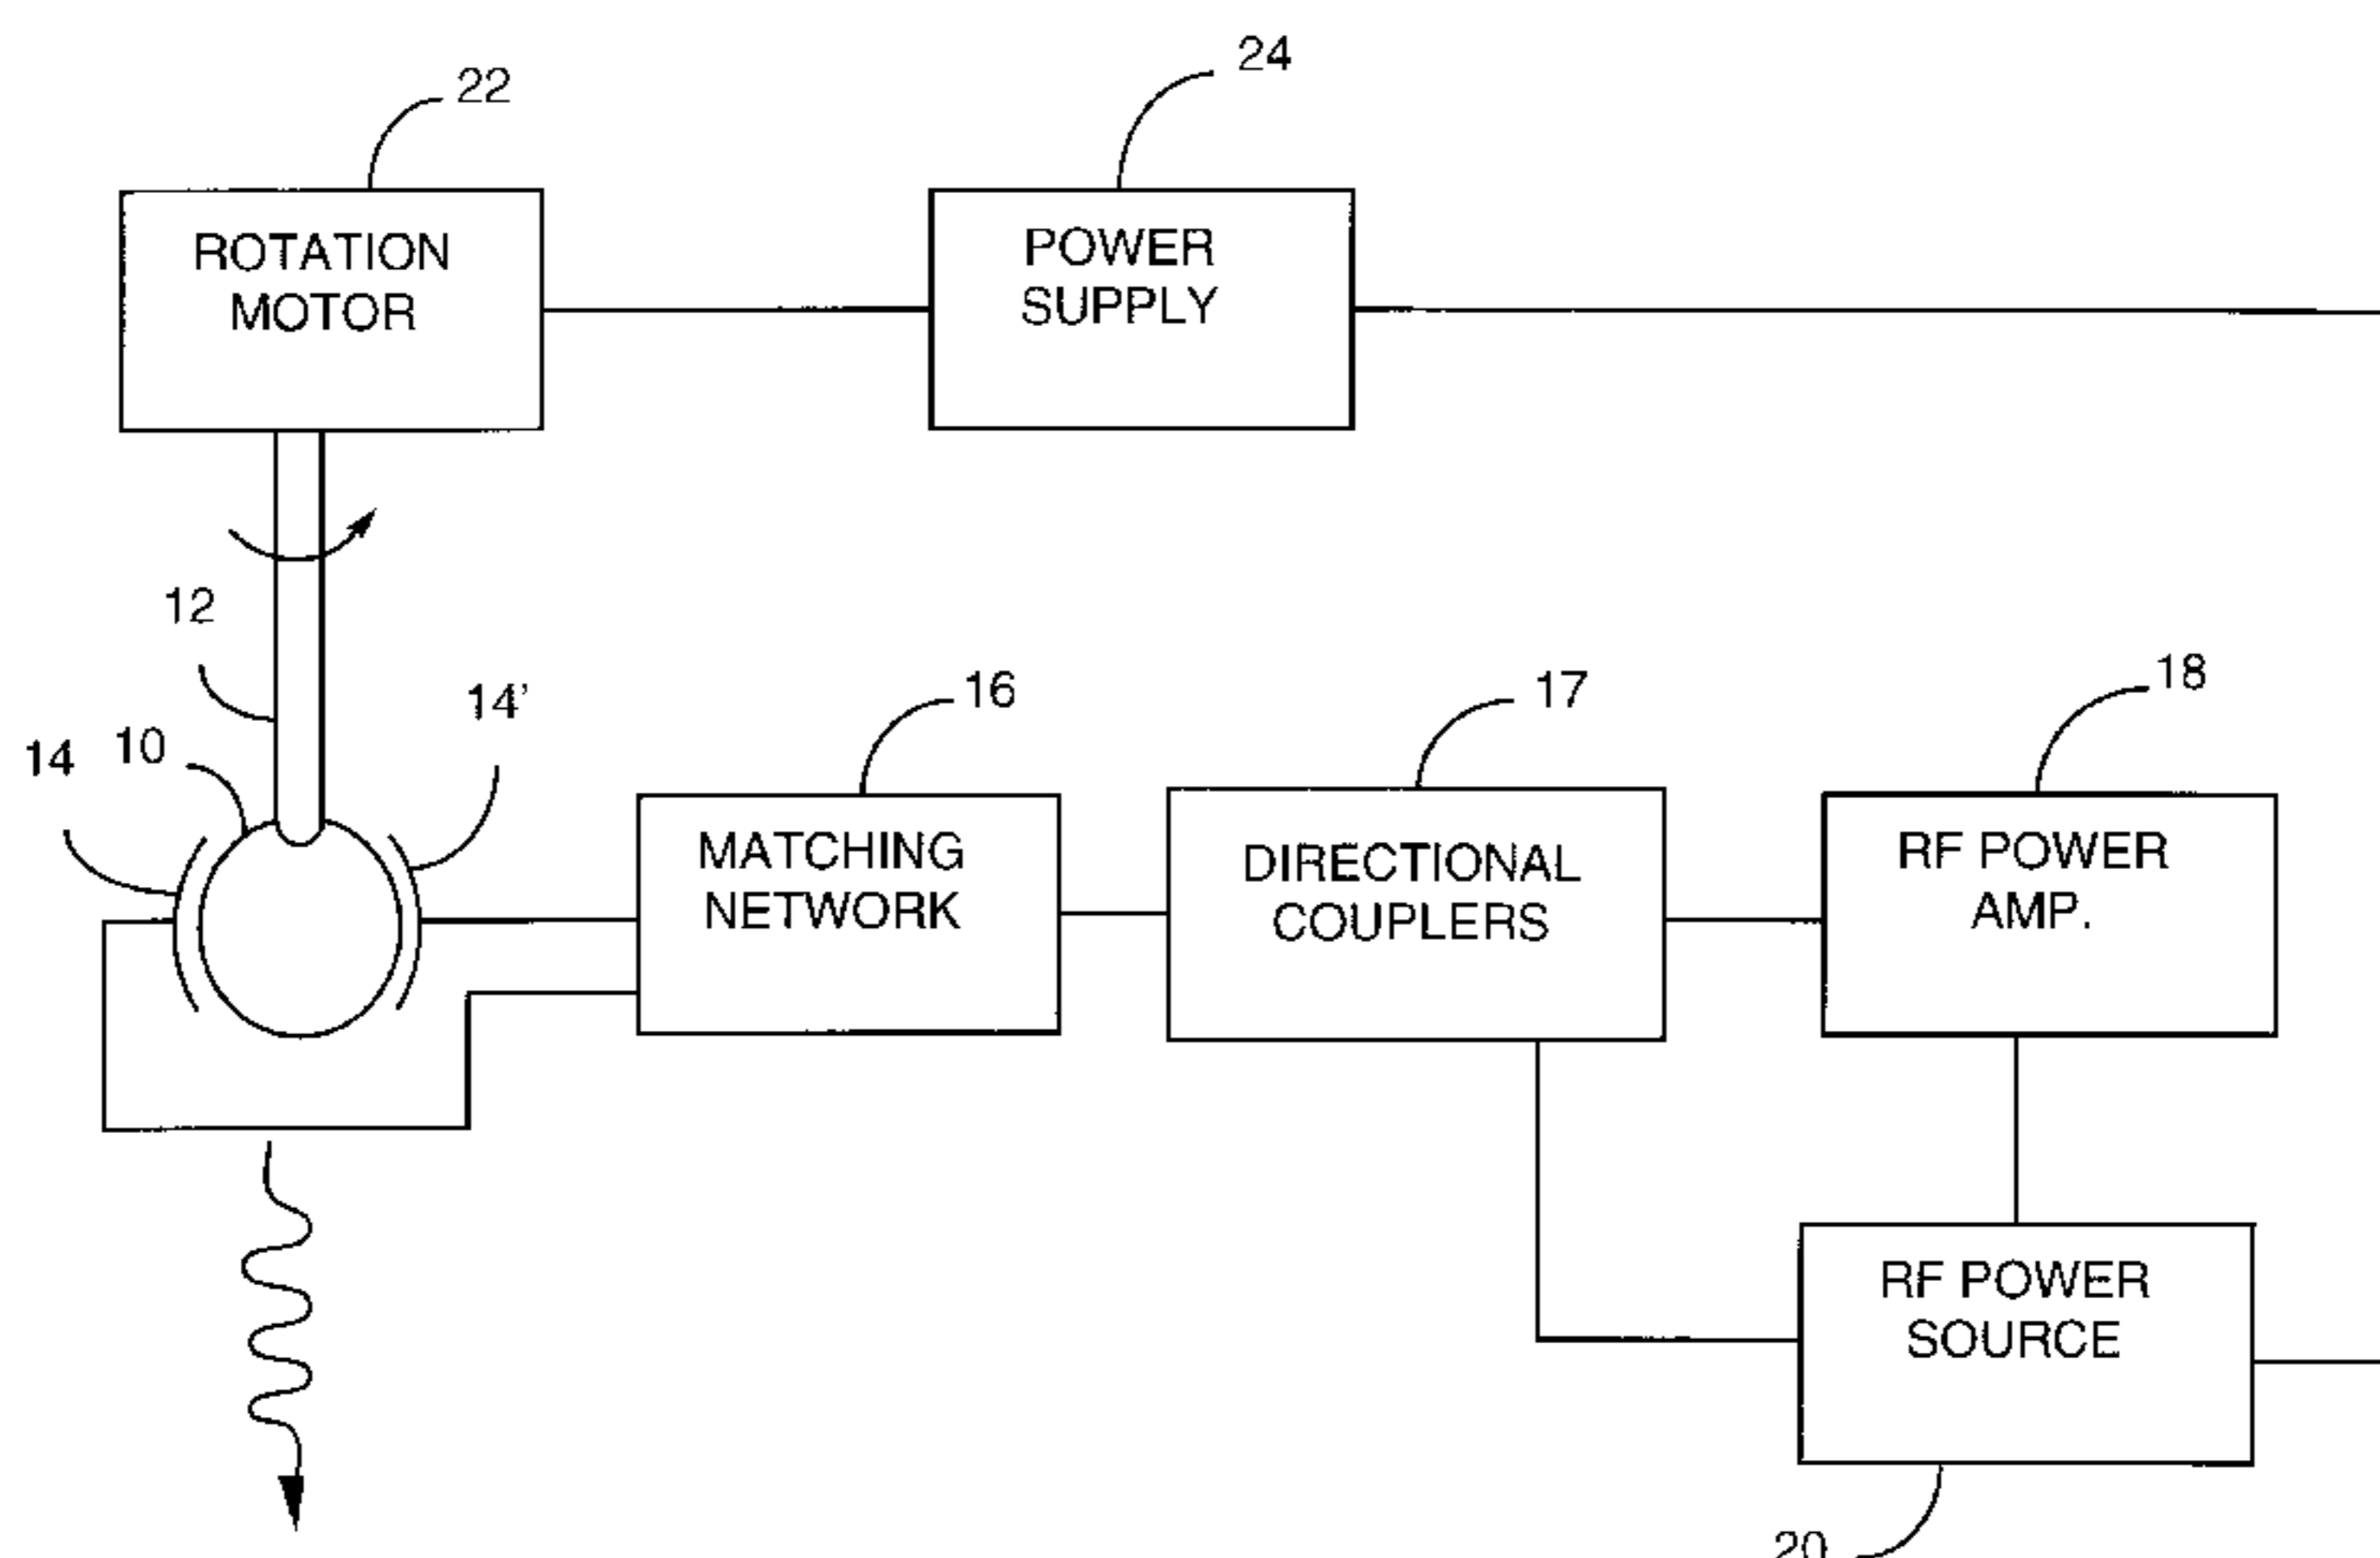 22
24
ROTATION
MOTOR
POWER
SUPPLY
12
14'
16
17
18
14
10
MATCHING
NETWORK
DIRECTIONAL
COUPLERS
RF POWER
AMP.
RF POWER
SOURCE
20